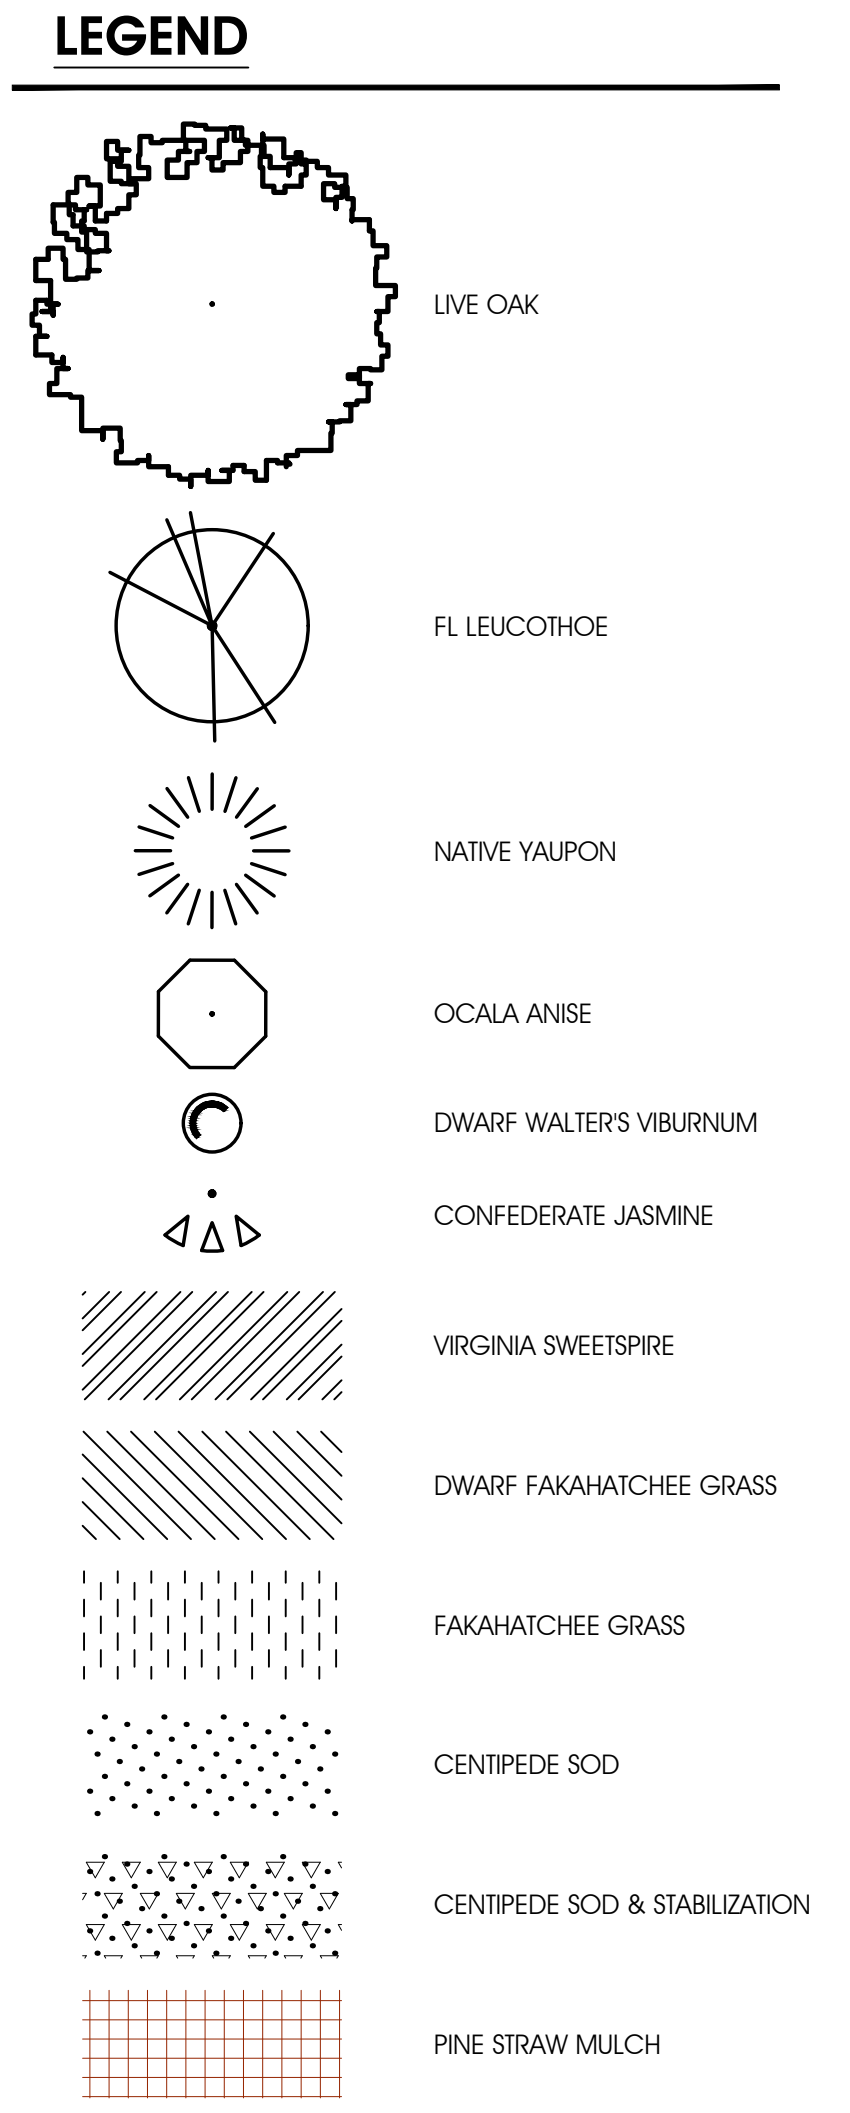 LEGEND
LIVE OAK
FL LEUCOTHOE
NATIVE YAUPON
OCALA ANISE
DWARF WALTER'S VIBURNUM
CONFEDERATE JASMINE
VIRGINIA SWEETSPIRE
DWARF FAKAHATCHEE GRASS
FAKAHATCHEE GRASS
CENTIPEDE SOD
CENTIPEDE SOD & STABILIZATION
PINE STRAW MULCH